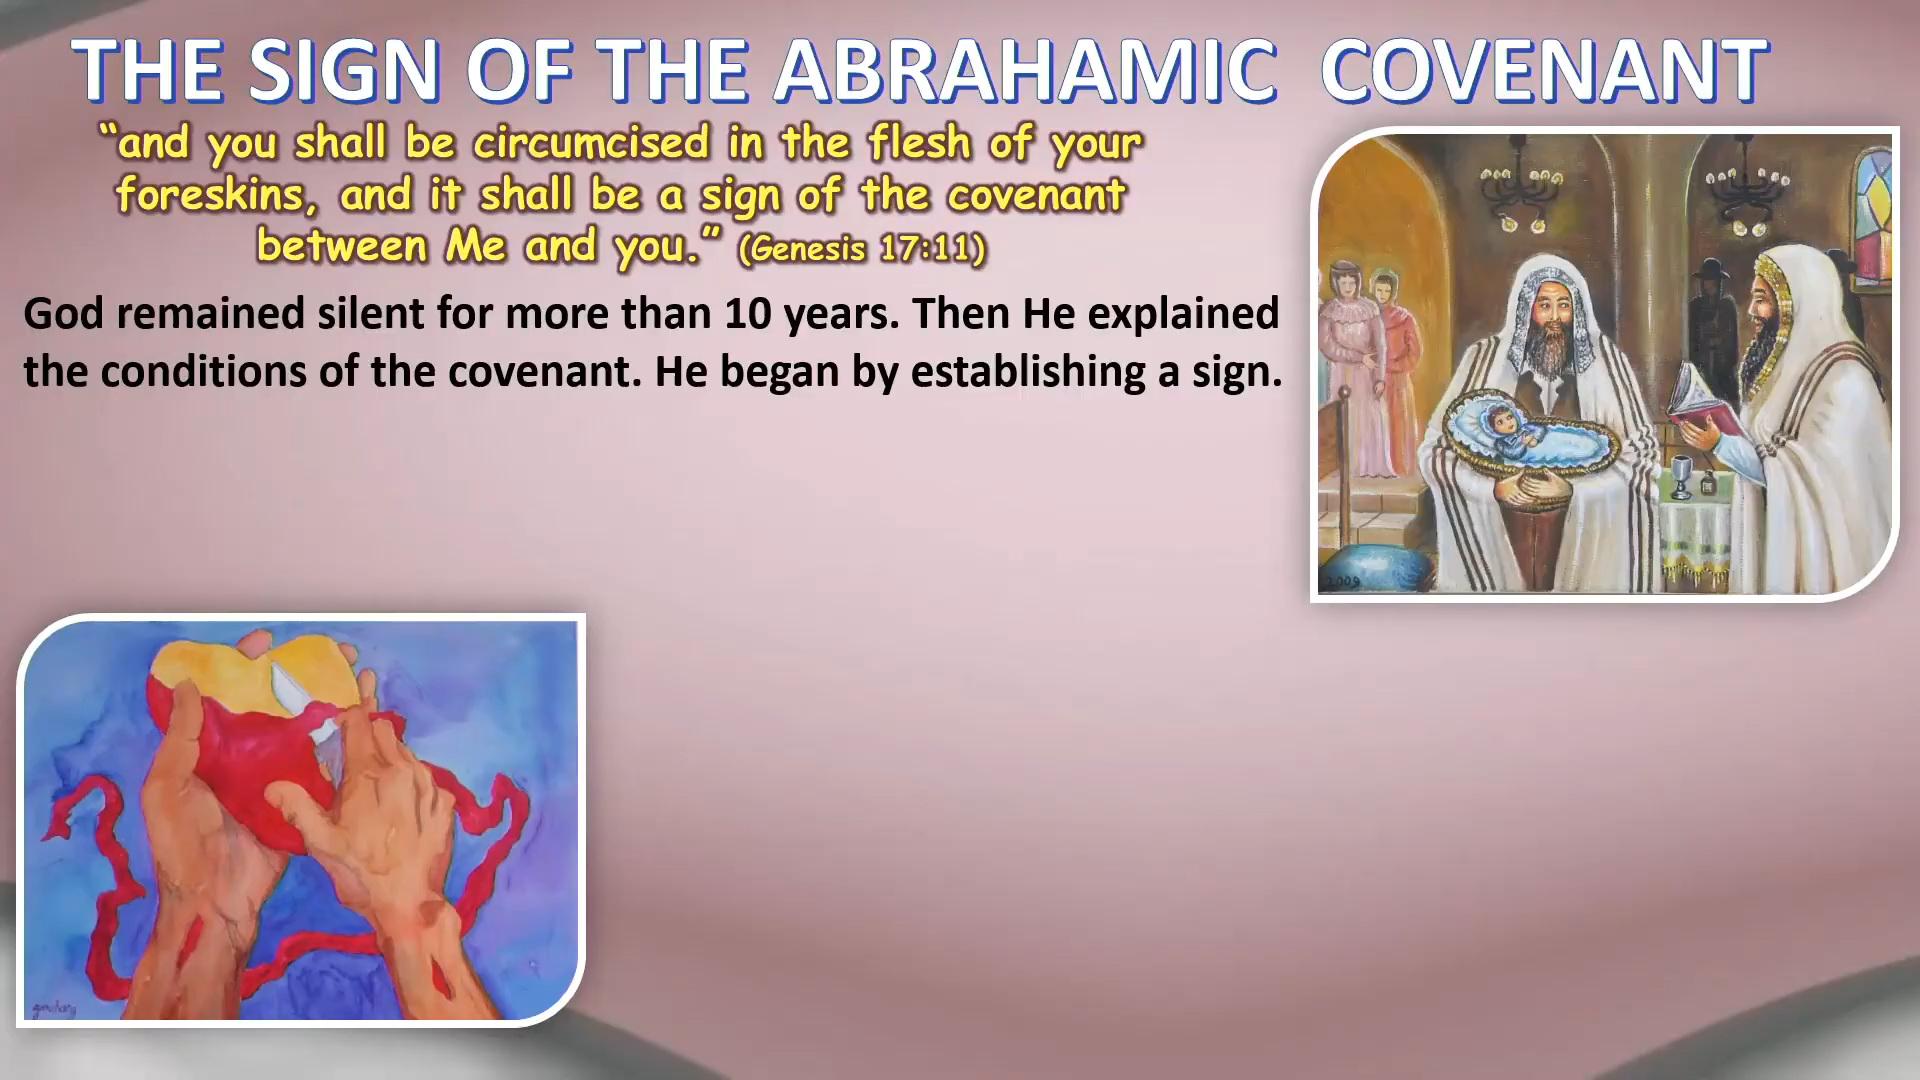 THE SIGN OF THE ABRAHAMIC COVENANT
“and you shall be circumcised in the flesh of your
foreskins, and it shall be a sign of the covenant
between Me and you.” (Genesis 17:11)
God remained silent for more than 10 years. Then He explained
the conditions of the covenant. He began by establishing a sign.
2009